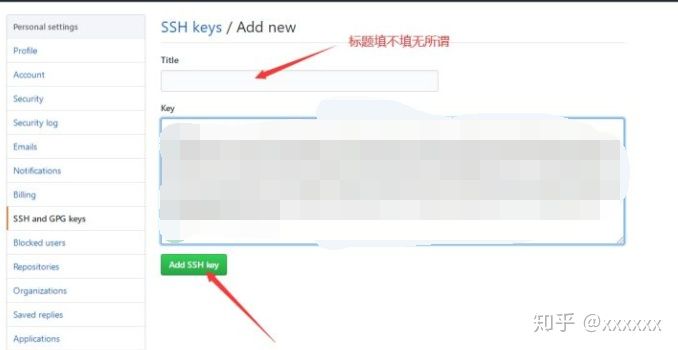 Personal settings
Profile
Account
Security
Security log
Emails
Notifications
Billing
SSH and GPG keys
Blocked users
Repositories
Organizations
Saved replies
Applications
SSH keys / Add new
标题填不填无所谓
Title
Key
Add SSH key
知乎 @xxxxxx